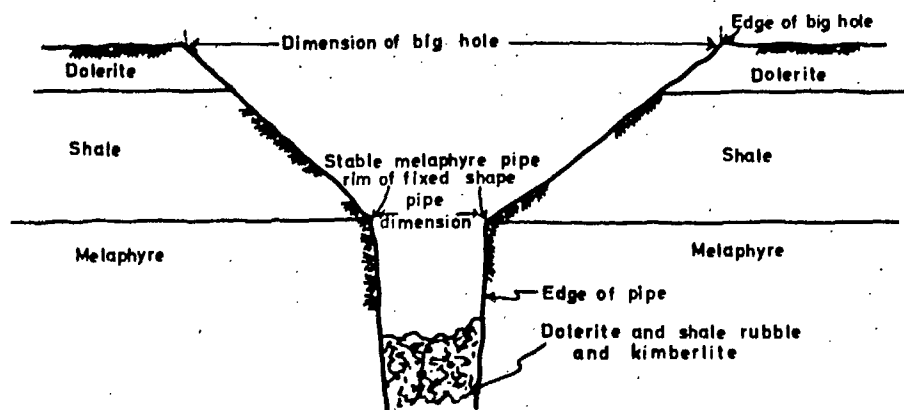 Edge of big hole
Dimension of big hole
Dolerite
Dolerite
Shale
Stable melaphyre pipe
rim of fixed shape
pipe
dimension
Shale
Melaphyre
Melaphyre
Edge of pipe
Dolerite and shale rubble
and kimberlite